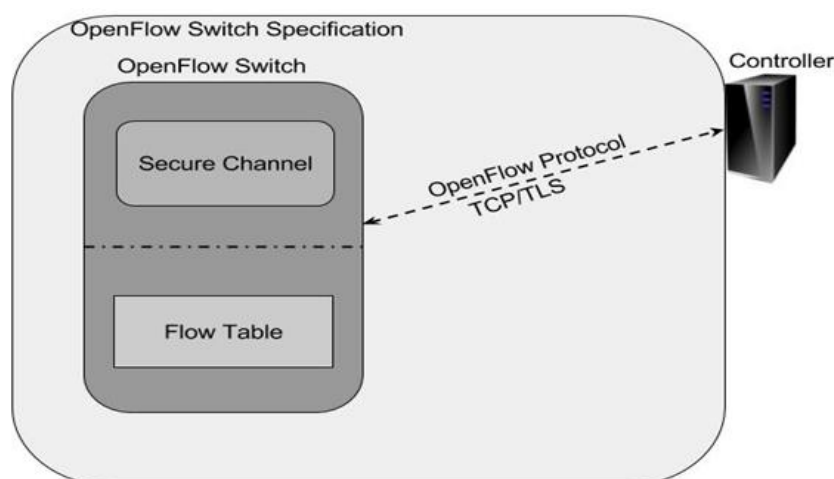 OpenFlow Switch Specification
OpenFlow Switch
Controller
Secure Channel
OpenFlow Protocol
TCP/TLS
Flow Table